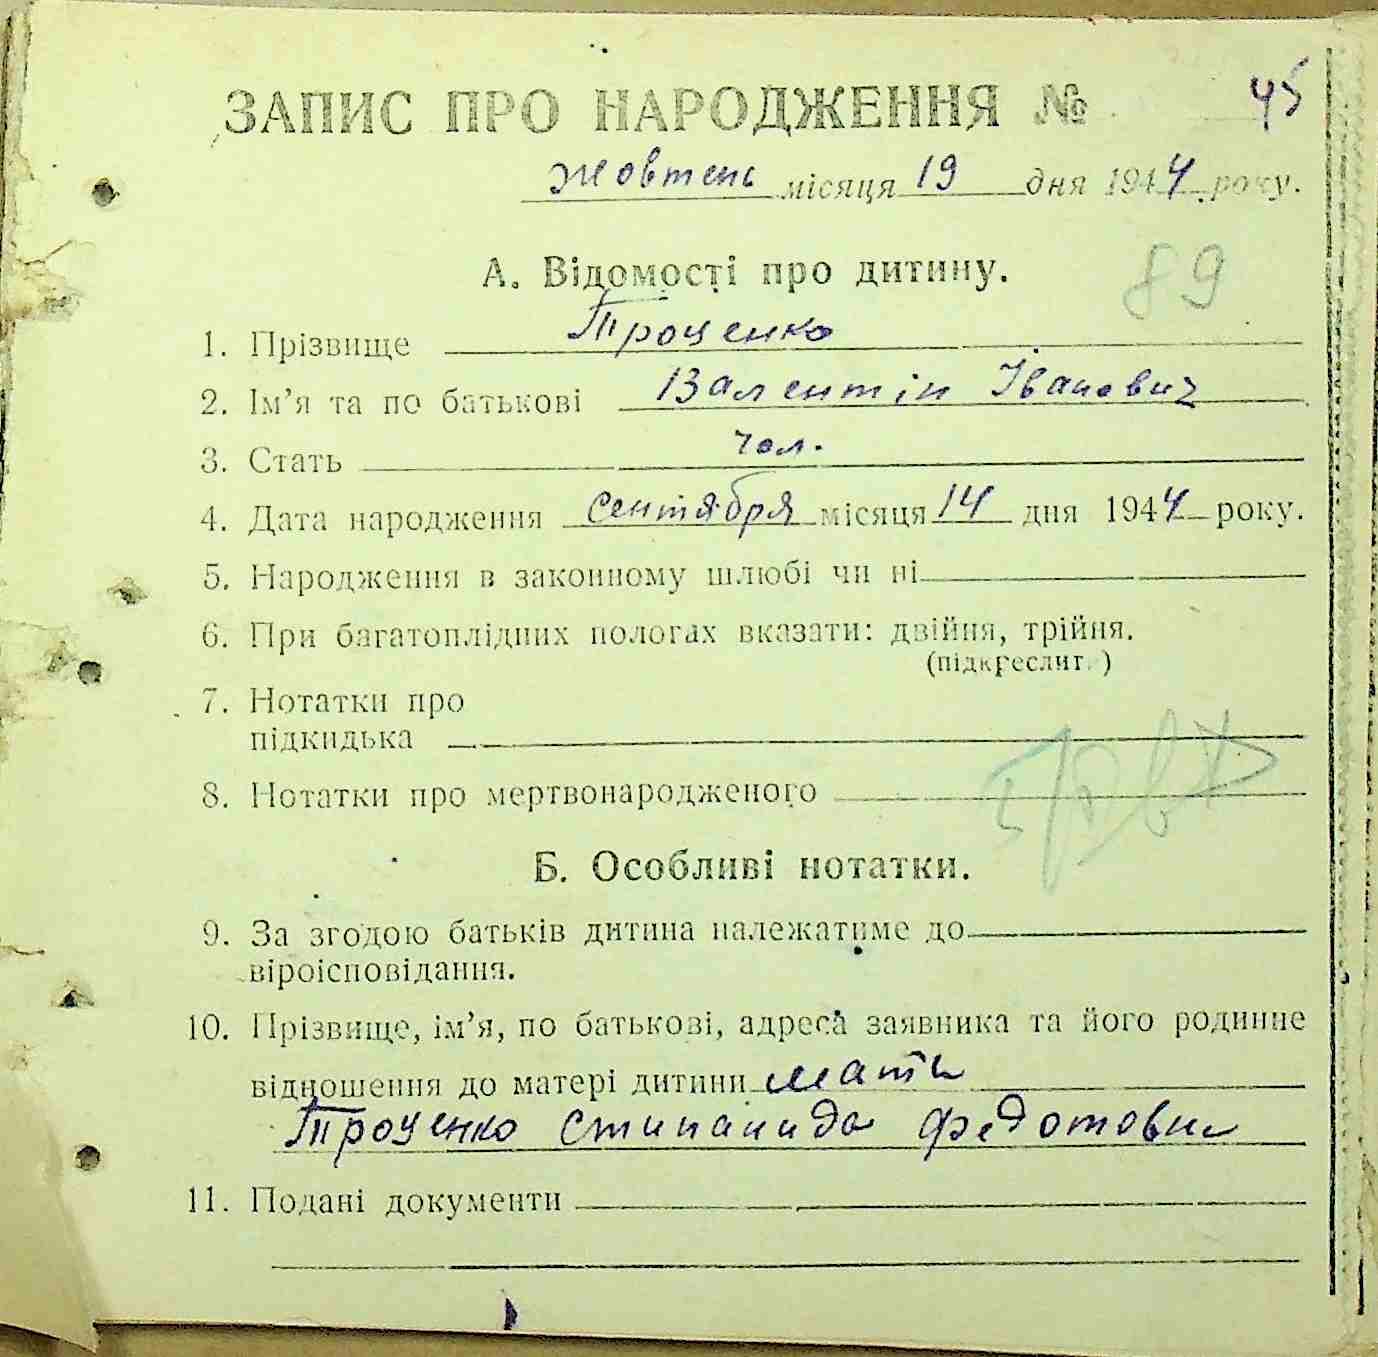 ЗАПИС ПРО НАРОДЖЕННЯ № 45
жовтень місяця 19 дня 1944 року.
А. Відомості про дитину. 89
1. Прізвище Троценко
2. Ім'я та по батькові Валентін Іванович
3. Стать чол.
4. Дата народження сентября місяця 14 дня 1944 року.
5. Народження в законному шлюбі чи ні
6. При багатоплідних пологах вказати: двійня, трійня.
(підкреслит )
7. Нотатки про
підкидька
8. Нотатки про мертвонародженого
Б. Особливі нотатки.
9. За згодою батьків дитина належатиме до
віроісповідання.
10. Прізвище, ім'я, по батькові, адреса заявника та його родинне
відношення до матері дитини мати
Троценко Стипанида Федотовна
11. Подані документи